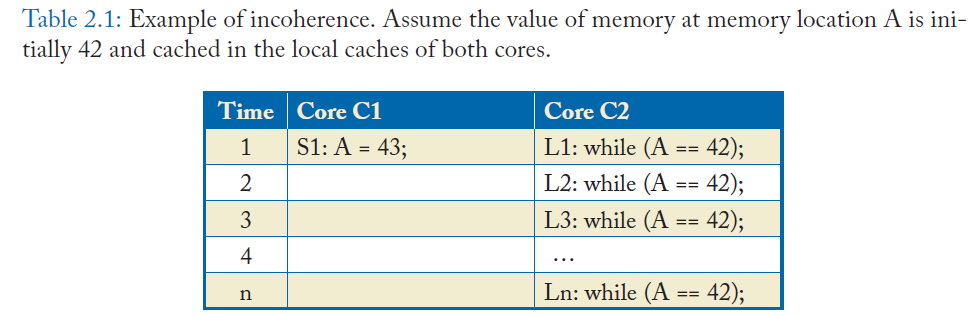 Table 2.1: Example of incoherence. Assume the value of memory at memory location A is ini-
tially 42 and cached in the local caches of both cores.
Time Core C1 Core C2
1 S1: A = 43; L1: while (A == 42);
2 L2: while (A == 42);
3 L3: while (A == 42);
4 …
n Ln: while (A == 42);